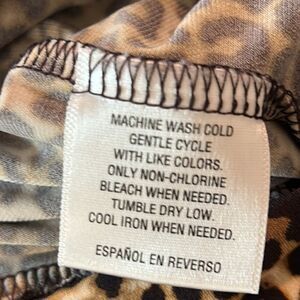 MACHINE WASH COLD
GENTLE CYCLE
WITH LIKE COLORS.
ONLY NON-CHLORINE
BLEACH WHEN NEEDED.
TUMBLE DRY LOW.
COOL IRON WHEN NEEDED.
ESPAÑOL EN REVERSO